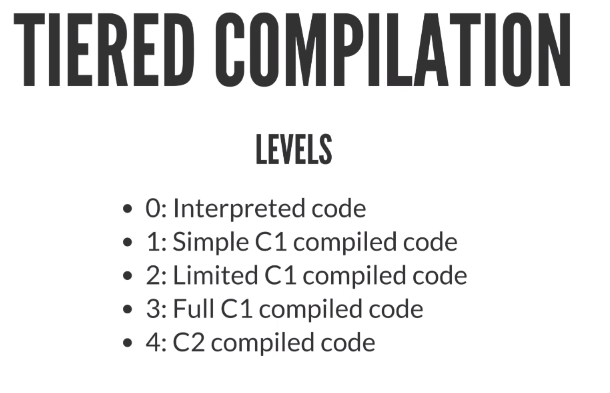 TIERED COMPILATION
LEVELS
• 0: Interpreted code
• 1: Simple C1 compiled code
• 2: Limited C1 compiled code
• 3: Full C1 compiled code
• 4: C2 compiled code